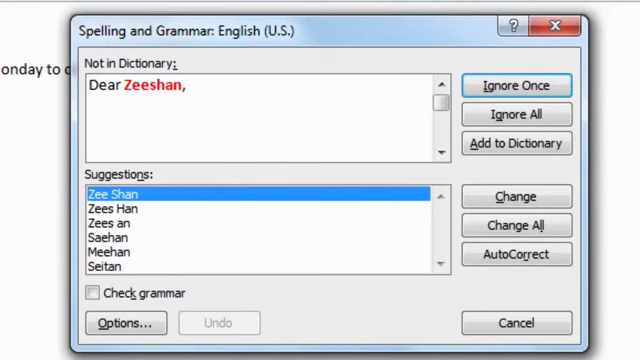 Spelling and Grammar: English (U.S.)
onday to
Not in Dictionary:
Dear Zeeshan,
Ignore Once
Ignore All
Add to Dictionary
Suggestions:
Zee Shan
Zees Han
Zees an
Saehan
Meehan
Seitan
Change
Change All
AutoCorrect
Check grammar
Options...
Undo
Cancel